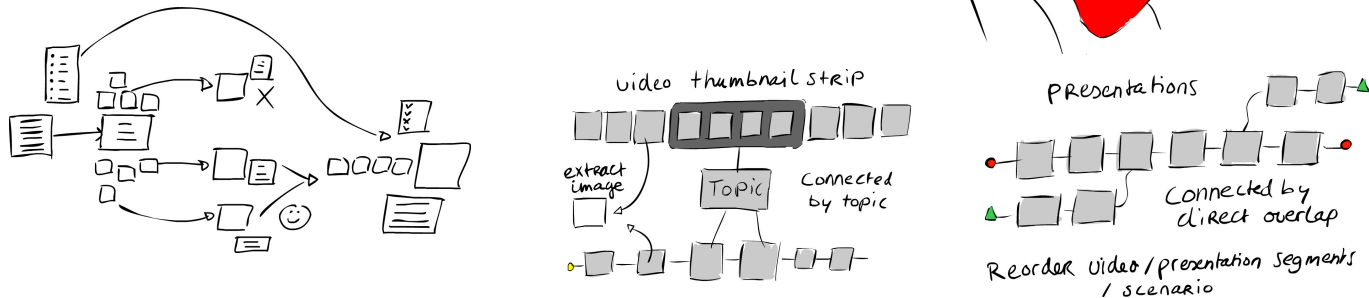 video thumbnail strip
extract
image
Topic
Connected
by topic
Presentations
Connected by
direct overlap
Reorder video/presentation segments
/ scenario